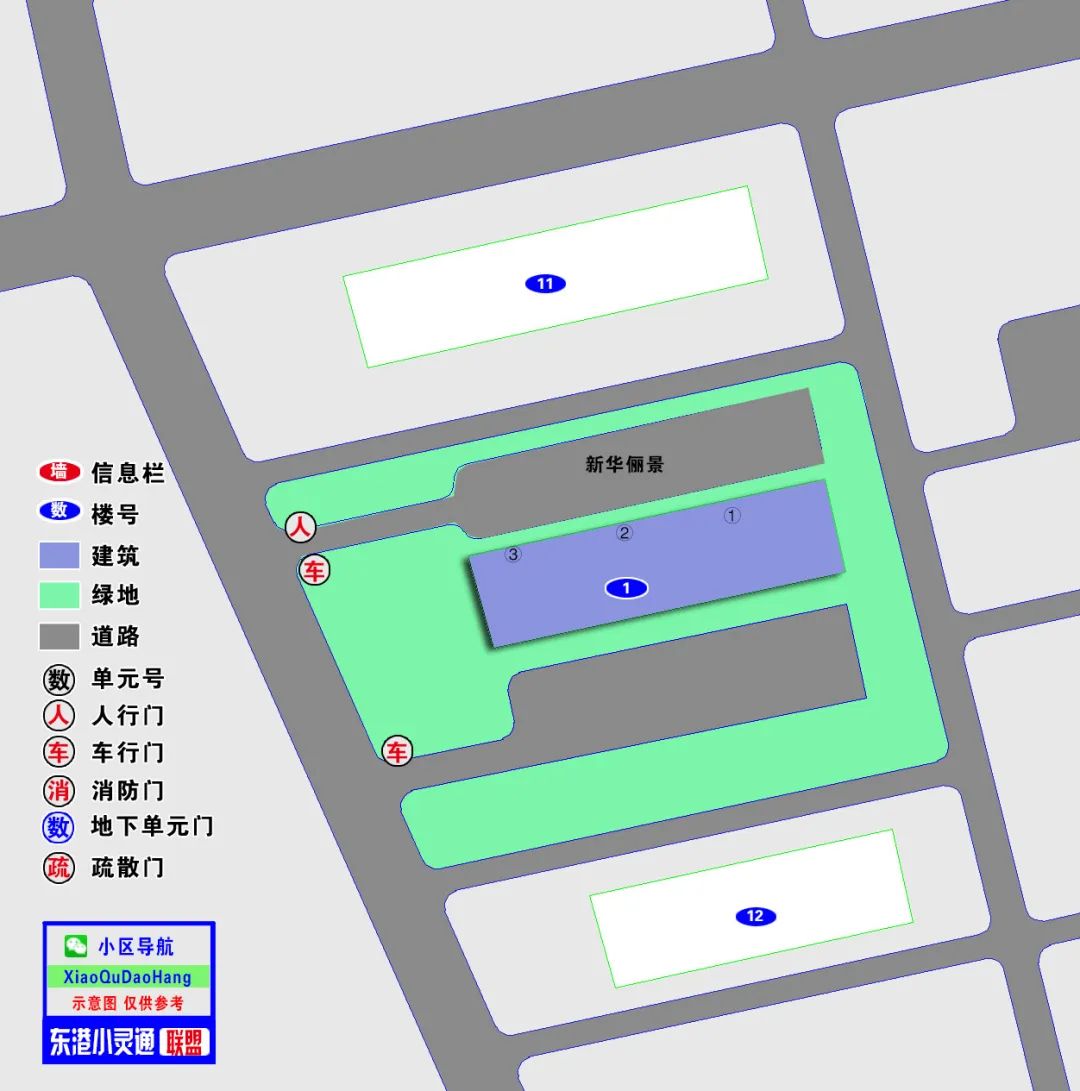 11
新华俪景
①
②
③
1
人
车
车
12
墙 信息栏
数 楼号
建筑
绿地
道路
数 单元号
人 人行门
车 车行门
消 消防门
数 地下单元门
疏 疏散门
小区导航
XiaoQuDaoHang
示意图 仅供参考
东港小灵通 联盟